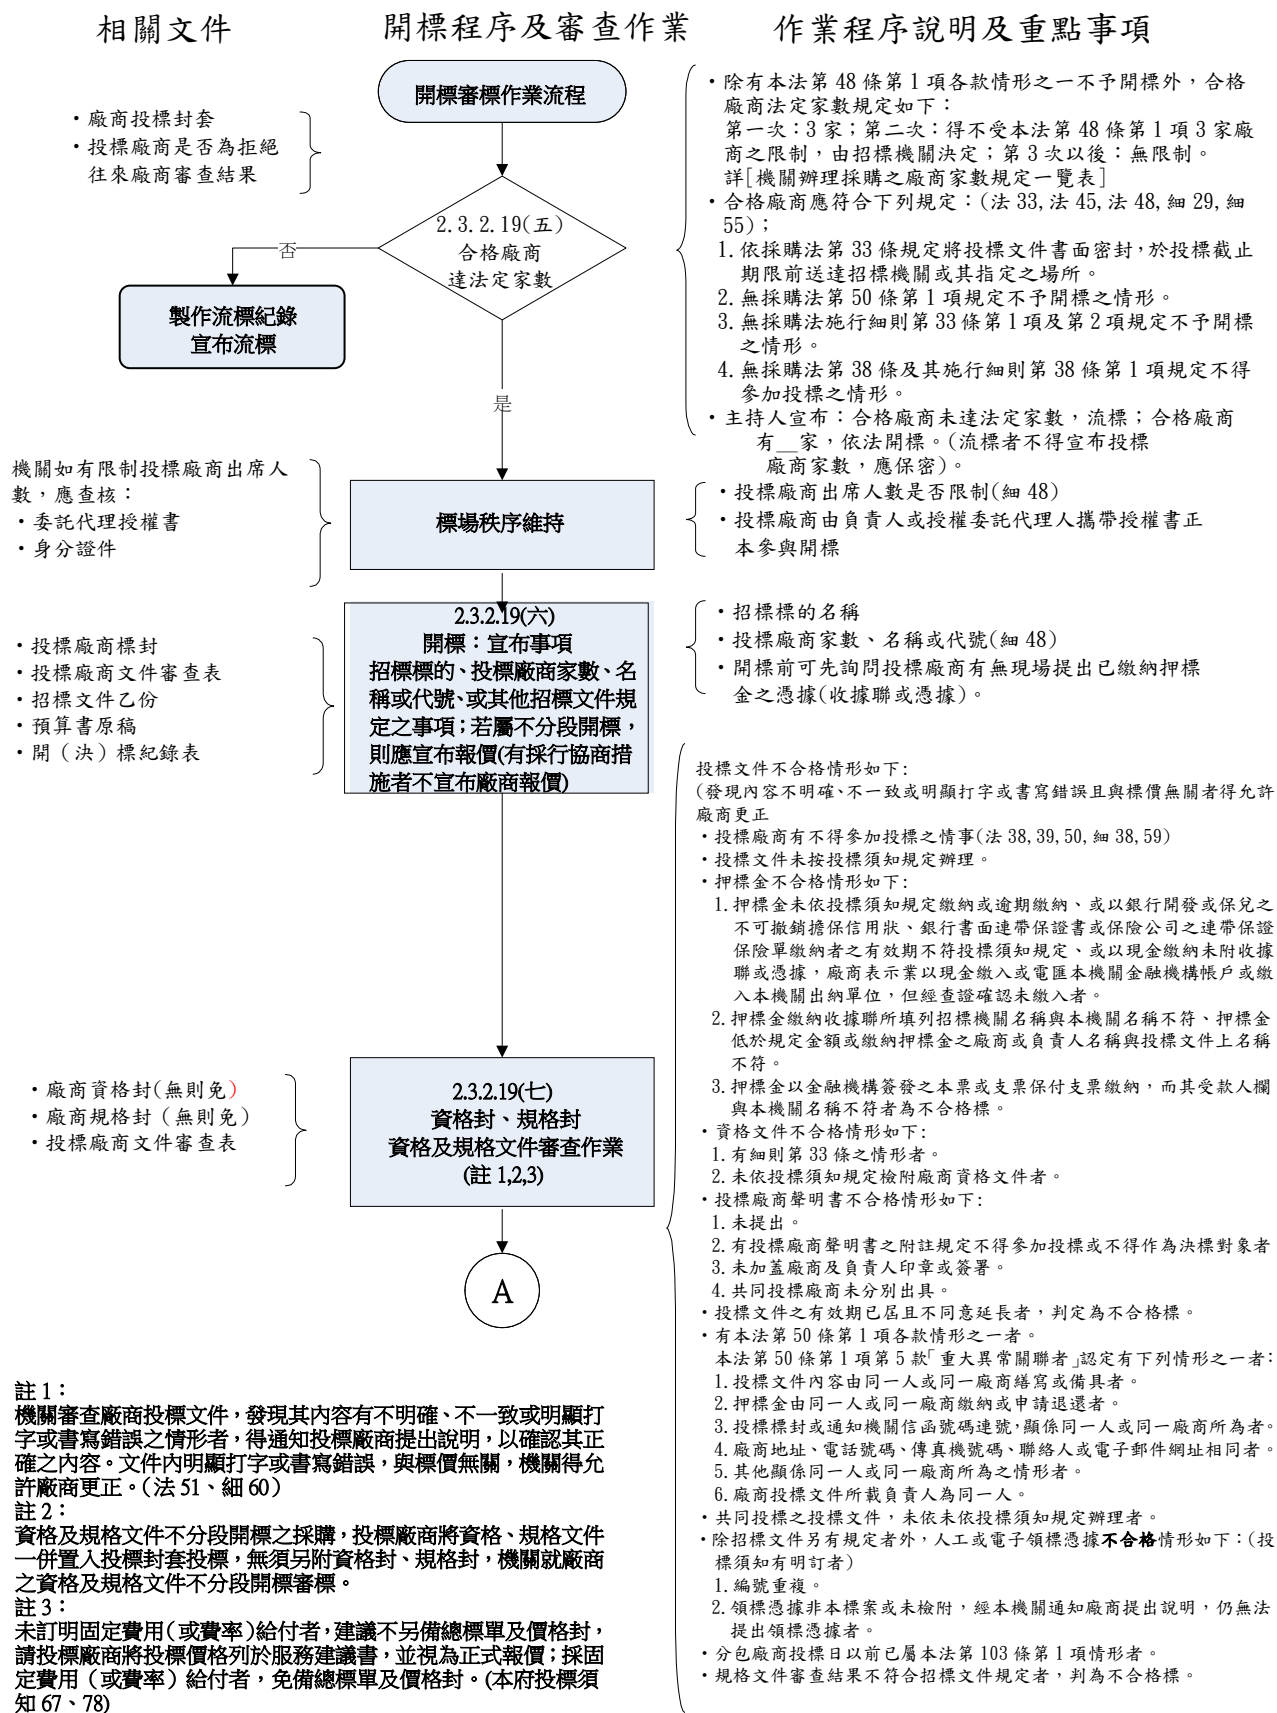 相關文件
開標程序及審查作業
作業程序說明及重點事項
開標審標作業流程
・廠商投標封套
・投標廠商是否為拒絕
往來廠商審查結果
2.3.2.19(五)
合格廠商
達法定家數
否
製作流標紀錄
宣布流標
是
・除有本法第 48 條第 1 項各款情形之一不予開標外，合格
廠商法定家數規定如下：
第一次：3 家；第二次：得不受本法第 48 條第 1 項 3 家廠
商之限制，由招標機關決定；第 3 次以後：無限制。
詳[機關辦理採購之廠商家數規定一覽表]
・合格廠商應符合下列規定：(法 33,法 45,法 48,細 29,細
55)；
1.依採購法第 33 條規定將投標文件書面密封，於投標截止
期限前送達招標機關或其指定之場所。
2.無採購法第 50 條第 1 項規定不予開標之情形。
3.無採購法施行細則第 33 條第 1 項及第 2 項規定不予開標
之情形。
4.無採購法第 38 條及其施行細則第 38 條第 1 項規定不得
參加投標之情形。
・主持人宣布：合格廠商未達法定家數，流標；合格廠商
有__家，依法開標。(流標者不得宣布投標
廠商家數，應保密)。
機關如有限制投標廠商出席人
數，應查核：
・委託代理授權書
・身分證件
標場秩序維持
・投標廠商出席人數是否限制(細 48)
・投標廠商由負責人或授權委託代理人攜帶授權書正
本參與開標
・投標廠商標封
・投標廠商文件審查表
・招標文件乙份
・預算書原稿
・開（決）標紀錄表
2.3.2.19(六)
開標：宣布事項
招標標的、投標廠商家數、名
稱或代號、或其他招標文件規
定之事項；若屬不分段開標，
則應宣布報價(有採行協商措
施者不宣布廠商報價)
・招標標的名稱
・投標廠商家數、名稱或代號(細 48)
・開標前可先詢問投標廠商有無現場提出已繳納押標
金之憑據(收據聯或憑據)。
・廠商資格封(無則免)
・廠商規格封（無則免）
・投標廠商文件審查表
2.3.2.19(七)
資格封、規格封
資格及規格文件審查作業
(註 1,2,3)
A
投標文件不合格情形如下:
(發現內容不明確、不一致或明顯打字或書寫錯誤且與標價無關者得允許
廠商更正
・投標廠商有不得參加投標之情事(法 38,39,50,細 38,59)
・投標文件未按投標須知規定辦理。
・押標金不合格情形如下:
1.押標金未依投標須知規定繳納或逾期繳納、或以銀行開發或保兌之
不可撤銷擔保信用狀、銀行書面連帶保證書或保險公司之連帶保證
保險單繳納者之有效期不符投標須知規定、或以現金繳納未附收據
聯或憑據，廠商表示業以現金繳入或電匯本機關金融機構帳戶或繳
入本機關出納單位，但經查證確認未繳入者。
2.押標金繳納收據聯所填列招標機關名稱與本機關名稱不符、押標金
低於規定金額或繳納押標金之廠商或負責人名稱與投標文件上名稱
不符。
3.押標金以金融機構簽發之本票或支票保付支票繳納，而其受款人欄
與本機關名稱不符者為不合格標。
・資格文件不合格情形如下:
1.有細則第 33 條之情形者。
2.未依投標須知規定檢附廠商資格文件者。
・投標廠商聲明書不合格情形如下:
1.未提出。
2.有投標廠商聲明書之附註規定不得參加投標或不得作為決標對象者
3.未加蓋廠商及負責人印章或簽署。
4.共同投標廠商未分別出具。
・投標文件之有效期已屆且不同意延長者，判定為不合格標。
・有本法第 50 條第 1 項各款情形之一者。
本法第 50 條第 1 項第 5 款「重大異常關聯者」認定有下列情形之一者:
1.投標文件內容由同一人或同一廠商繕寫或備具者。
2.押標金由同一人或同一廠商繳納或申請退還者。
3.投標標封或通知機關信函號碼連號，顯係同一人或同一廠商所為者。
4.廠商地址、電話號碼、傳真機號碼、聯絡人或電子郵件網址相同者。
5.其他顯係同一人或同一廠商所為之情形者。
6.廠商投標文件所載負責人為同一人。
・共同投標之投標文件，未依未依投標須知規定辦理者。
・除招標文件另有規定者外，人工或電子領標憑據不合格情形如下：(投
標須知有明訂者)
1.編號重複。
2.領標憑據非本標案或未檢附，經本機關通知廠商提出說明，仍無法
提出領標憑據者。
・分包廠商投標日以前已屬本法第 103 條第 1 項情形者。
・規格文件審查結果不符合招標文件規定者，判為不合格標。
註 1：
機關審查廠商投標文件，發現其內容有不明確、不一致或明顯打
字或書寫錯誤之情形者，得通知投標廠商提出說明，以確認其正
確之內容。文件內明顯打字或書寫錯誤，與標價無關，機關得允
許廠商更正。（法 51、細 60）
註 2：
資格及規格文件不分段開標之採購，投標廠商將資格、規格文件
一併置入投標封套投標，無須另附資格封、規格封，機關就廠商
之資格及規格文件不分段開標審標。
註 3：
未訂明固定費用（或費率）給付者，建議不另備總標單及價格封，
請投標廠商將投標價格列於服務建議書，並視為正式報價；採固
定費用（或費率）給付者，免備總標單及價格封。(本府投標須
知 67、78)